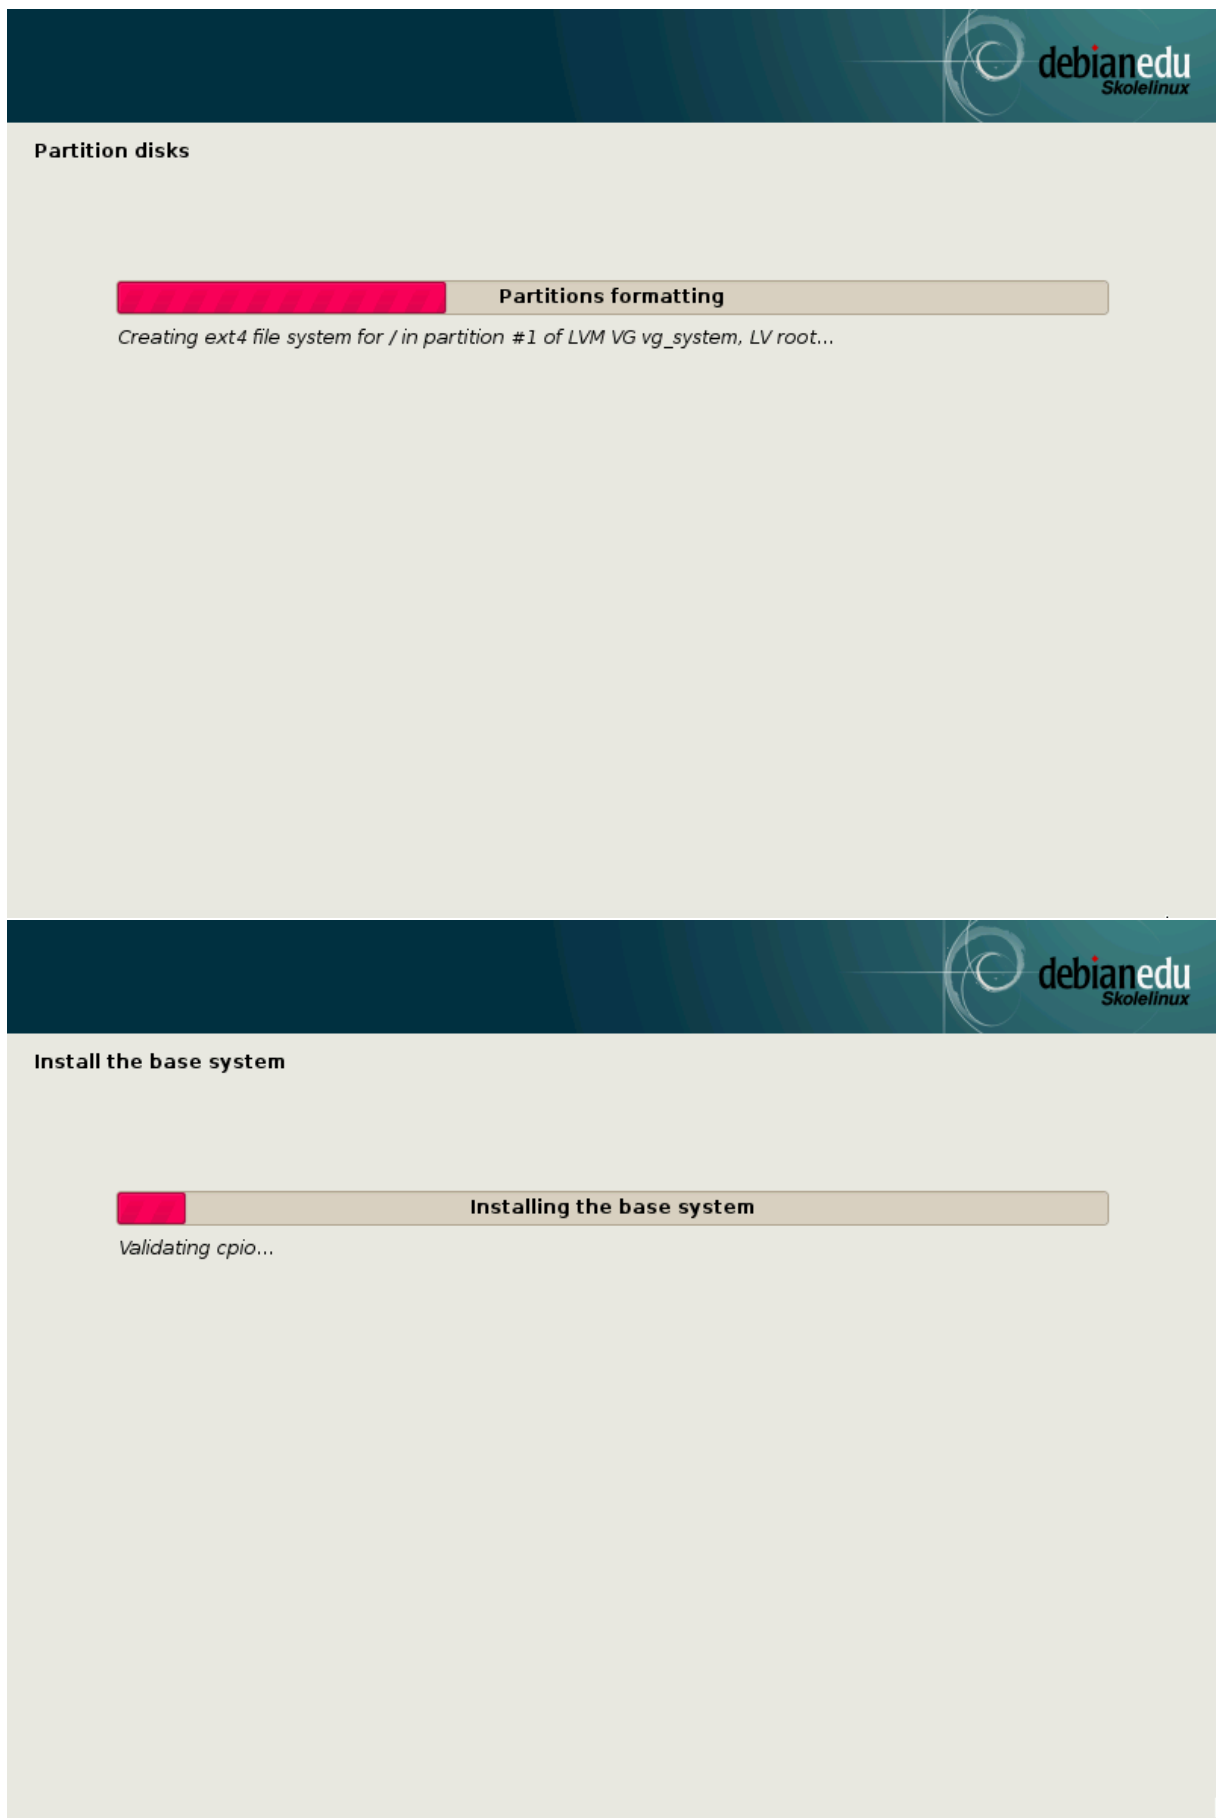 debianedu
Skolelinux
Partition disks
Partitions formatting
Creating ext4 file system for / in partition #1 of LVM VG vg_system, LV root...
debianedu
Skolelinux
Install the base system
Installing the base system
Validating cpio...